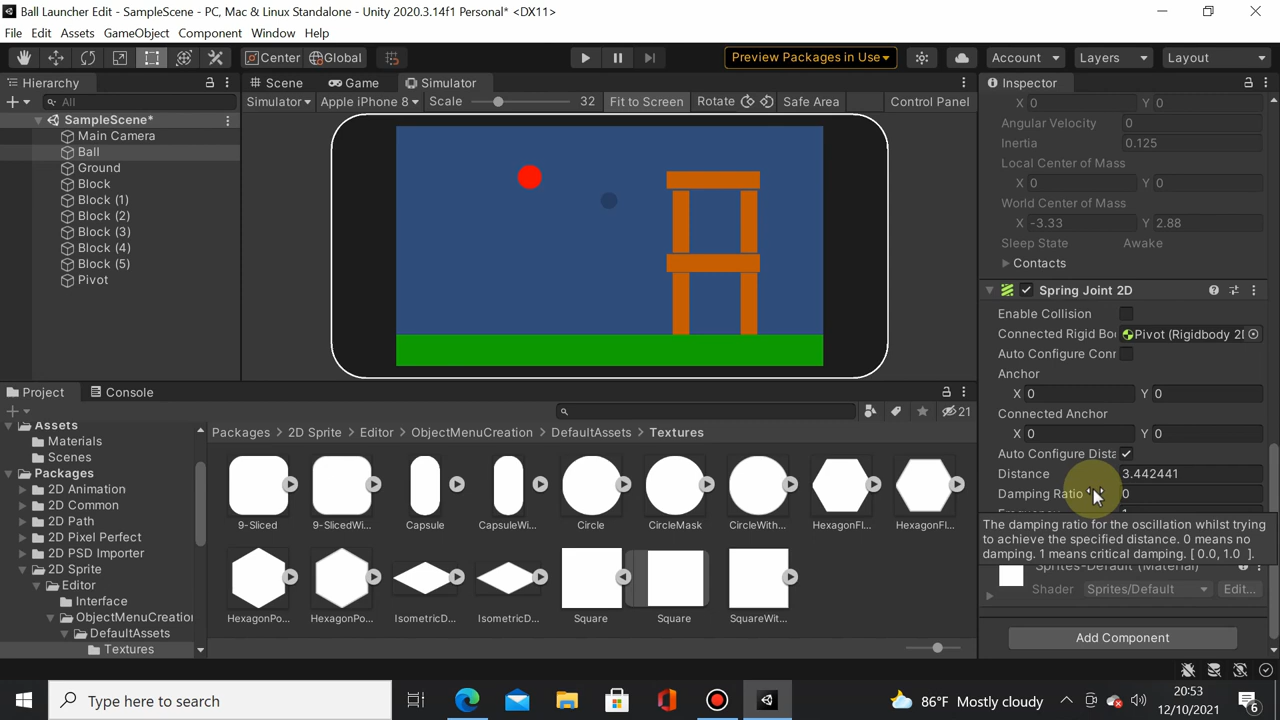 Ball Launcher Edit - SampleScene - PC, Mac & Linux Standalone - Unity 2020.3.14f1 Personal* <DX11>
File Edit Assets GameObject Component Window Help
Center Global Preview Packages in Use Account Layers Layout
Hierarchy
All
SampleScene*
Main Camera
Ball
Ground
Block
Block (1)
Block (2)
Block (3)
Block (4)
Block (5)
Pivot
Scene Game Simulator
Simulator Apple iPhone 8 Scale 32 Fit to Screen Rotate Safe Area Control Panel
Inspector
X 0 Y 0
Angular Velocity 0
Inertia 0.125
Local Center of Mass
X 0 Y 0
World Center of Mass
X -3.33 Y 2.88
Sleep State Awake
Contacts
Spring Joint 2D
Enable Collision
Connected Rigid Bo Pivot (Rigidbody 2D
Auto Configure Conn
Anchor
X 0 Y 0
Connected Anchor
X 0 Y 0
Auto Configure Dista
Distance 3.442441
Damping Ratio 0
The damping ratio for the oscillation whilst trying
to achieve the specified distance. 0 means no
damping. 1 means critical damping. [ 0.0, 1.0 ].
Sprites-Default (Material)
Shader Sprites/Default Edit...
Add Component
Project Console
21
Assets
Materials
Scenes
Packages
2D Animation
2D Common
2D Path
2D Pixel Perfect
2D PSD Importer
2D Sprite
Editor
Interface
ObjectMenuCreation
DefaultAssets
Textures
Packages > 2D Sprite > Editor > ObjectMenuCreation > DefaultAssets > Textures
9-Sliced 9-SlicedWi... Capsule CapsuleWi... Circle CircleMask CircleWith... HexagonFl... HexagonFl...
HexagonPo... HexagonPo... IsometricD... IsometricD... Square Square SquareWit...
Type here to search
86°F Mostly cloudy
20:53
12/10/2021
6